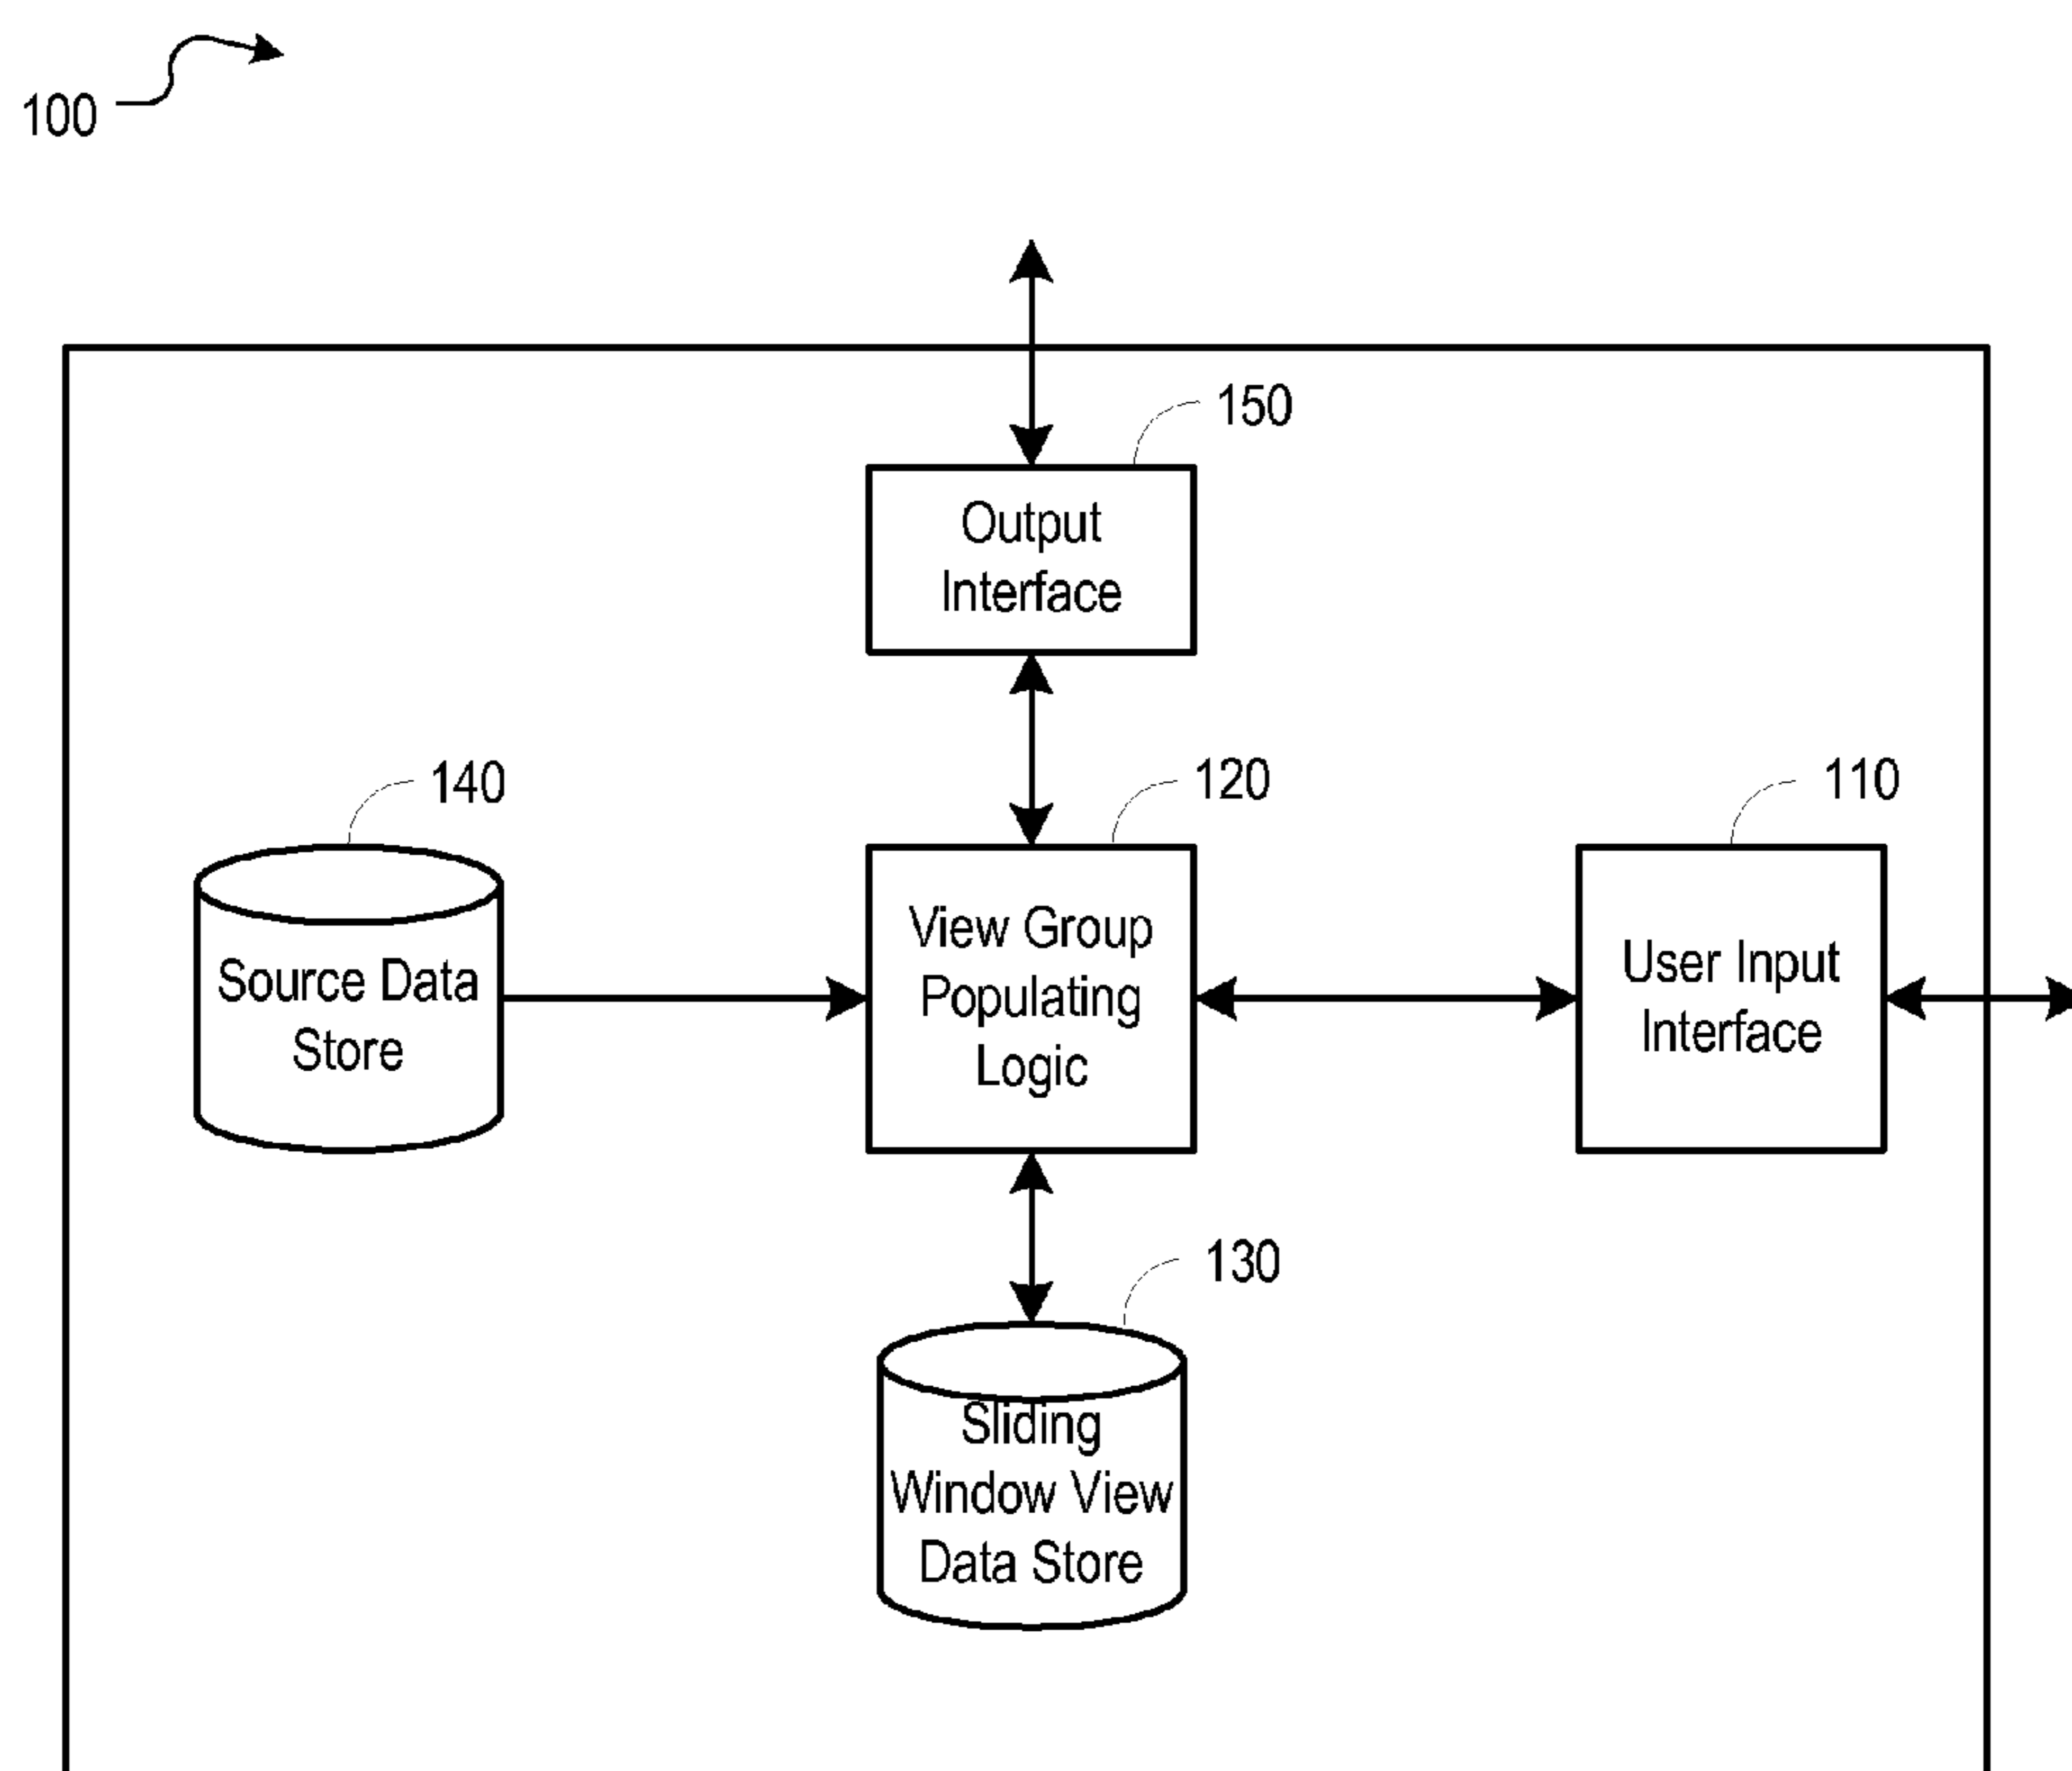 100
150
Output
Interface
140
120
110
Source Data
Store
View Group
Populating
Logic
User Input
Interface
130
Sliding
Window View
Data Store